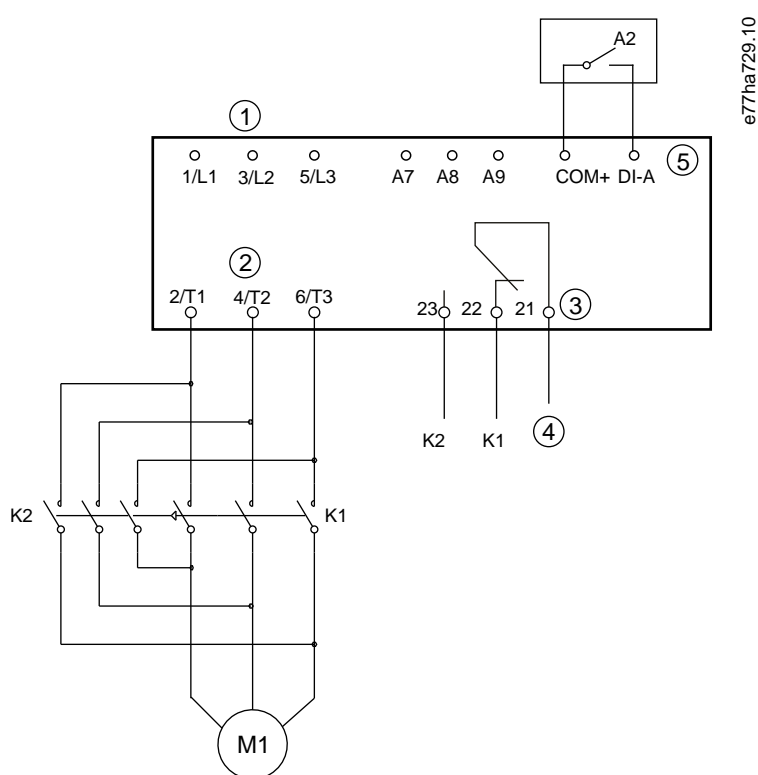 A2
e77ha729.10
1
1/L1 3/L2 5/L3 A7 A8 A9 COM+ DI-A 5
2
2/T1 4/T2 6/T3 23 22 21 3
K2 K1 4
K2 K1
M1